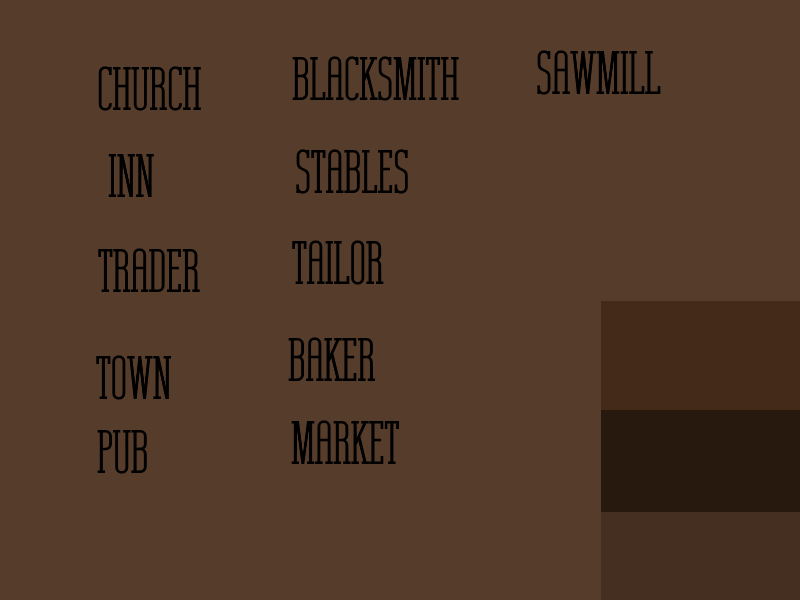 CHURCH
INN
TRADER
TOWN
PUB
BLACKSMITH
STABLES
TAILOR
BAKER
MARKET
SAWMILL